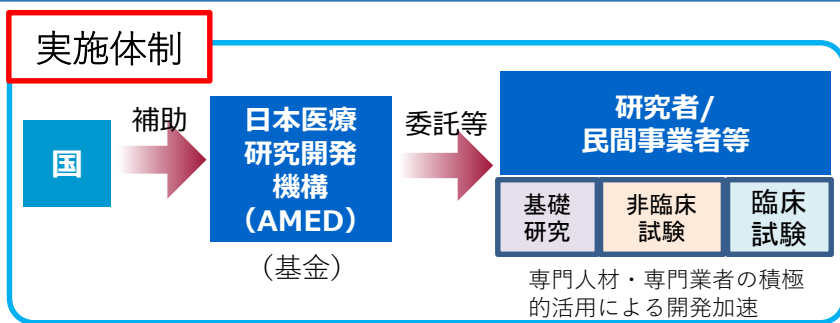 実施体制
国
補助
日本医療
研究開発
機構
（AMED）
（基金）
委託等
研究者/
民間事業者等
基礎
研究
非臨床
試験
臨床
試験
専門人材・専門業者の積極
的活用による開発加速